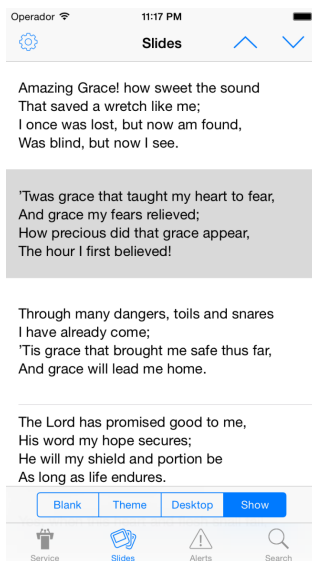 Operador 11:17 PM
Slides
Amazing Grace! how sweet the sound
That saved a wretch like me;
I once was lost, but now am found,
Was blind, but now I see.
’Twas grace that taught my heart to fear,
And grace my fears relieved;
How precious did that grace appear,
The hour I first believed!
Through many dangers, toils and snares
I have already come;
’Tis grace that brought me safe thus far,
And grace will lead me home.
The Lord has promised good to me,
His word my hope secures;
He will my shield and portion be
As long as life endures.
Blank Theme Desktop Show
Service Slides Alerts Search